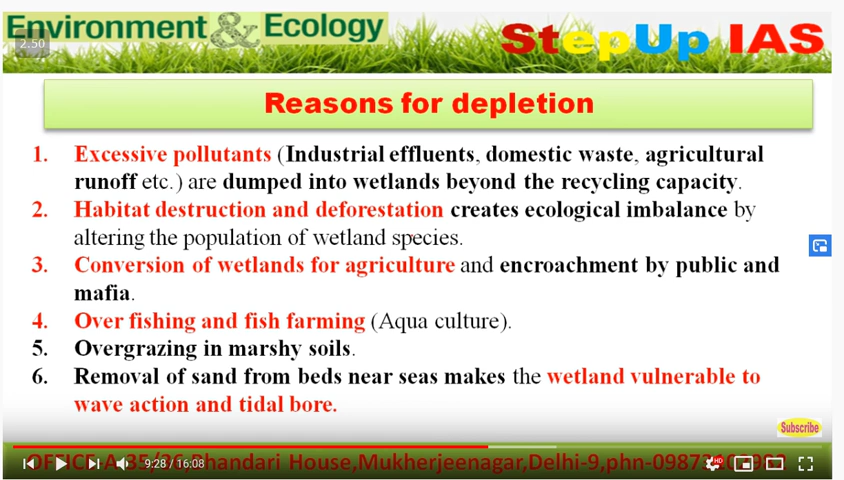 Environment & Ecology
2.50
StepUp IAS
Reasons for depletion
1. Excessive pollutants (Industrial effluents, domestic waste, agricultural
runoff etc.) are dumped into wetlands beyond the recycling capacity.
2. Habitat destruction and deforestation creates ecological imbalance by
altering the population of wetland species.
3. Conversion of wetlands for agriculture and encroachment by public and
mafia.
4. Over fishing and fish farming (Aqua culture).
5. Overgrazing in marshy soils.
6. Removal of sand from beds near seas makes the wetland vulnerable to
wave action and tidal bore.
Subscribe
OFFICE-A-35/36,Bhandari House,Mukherjeenagar,Delhi-9,phn-
9:28 / 16:08
HD